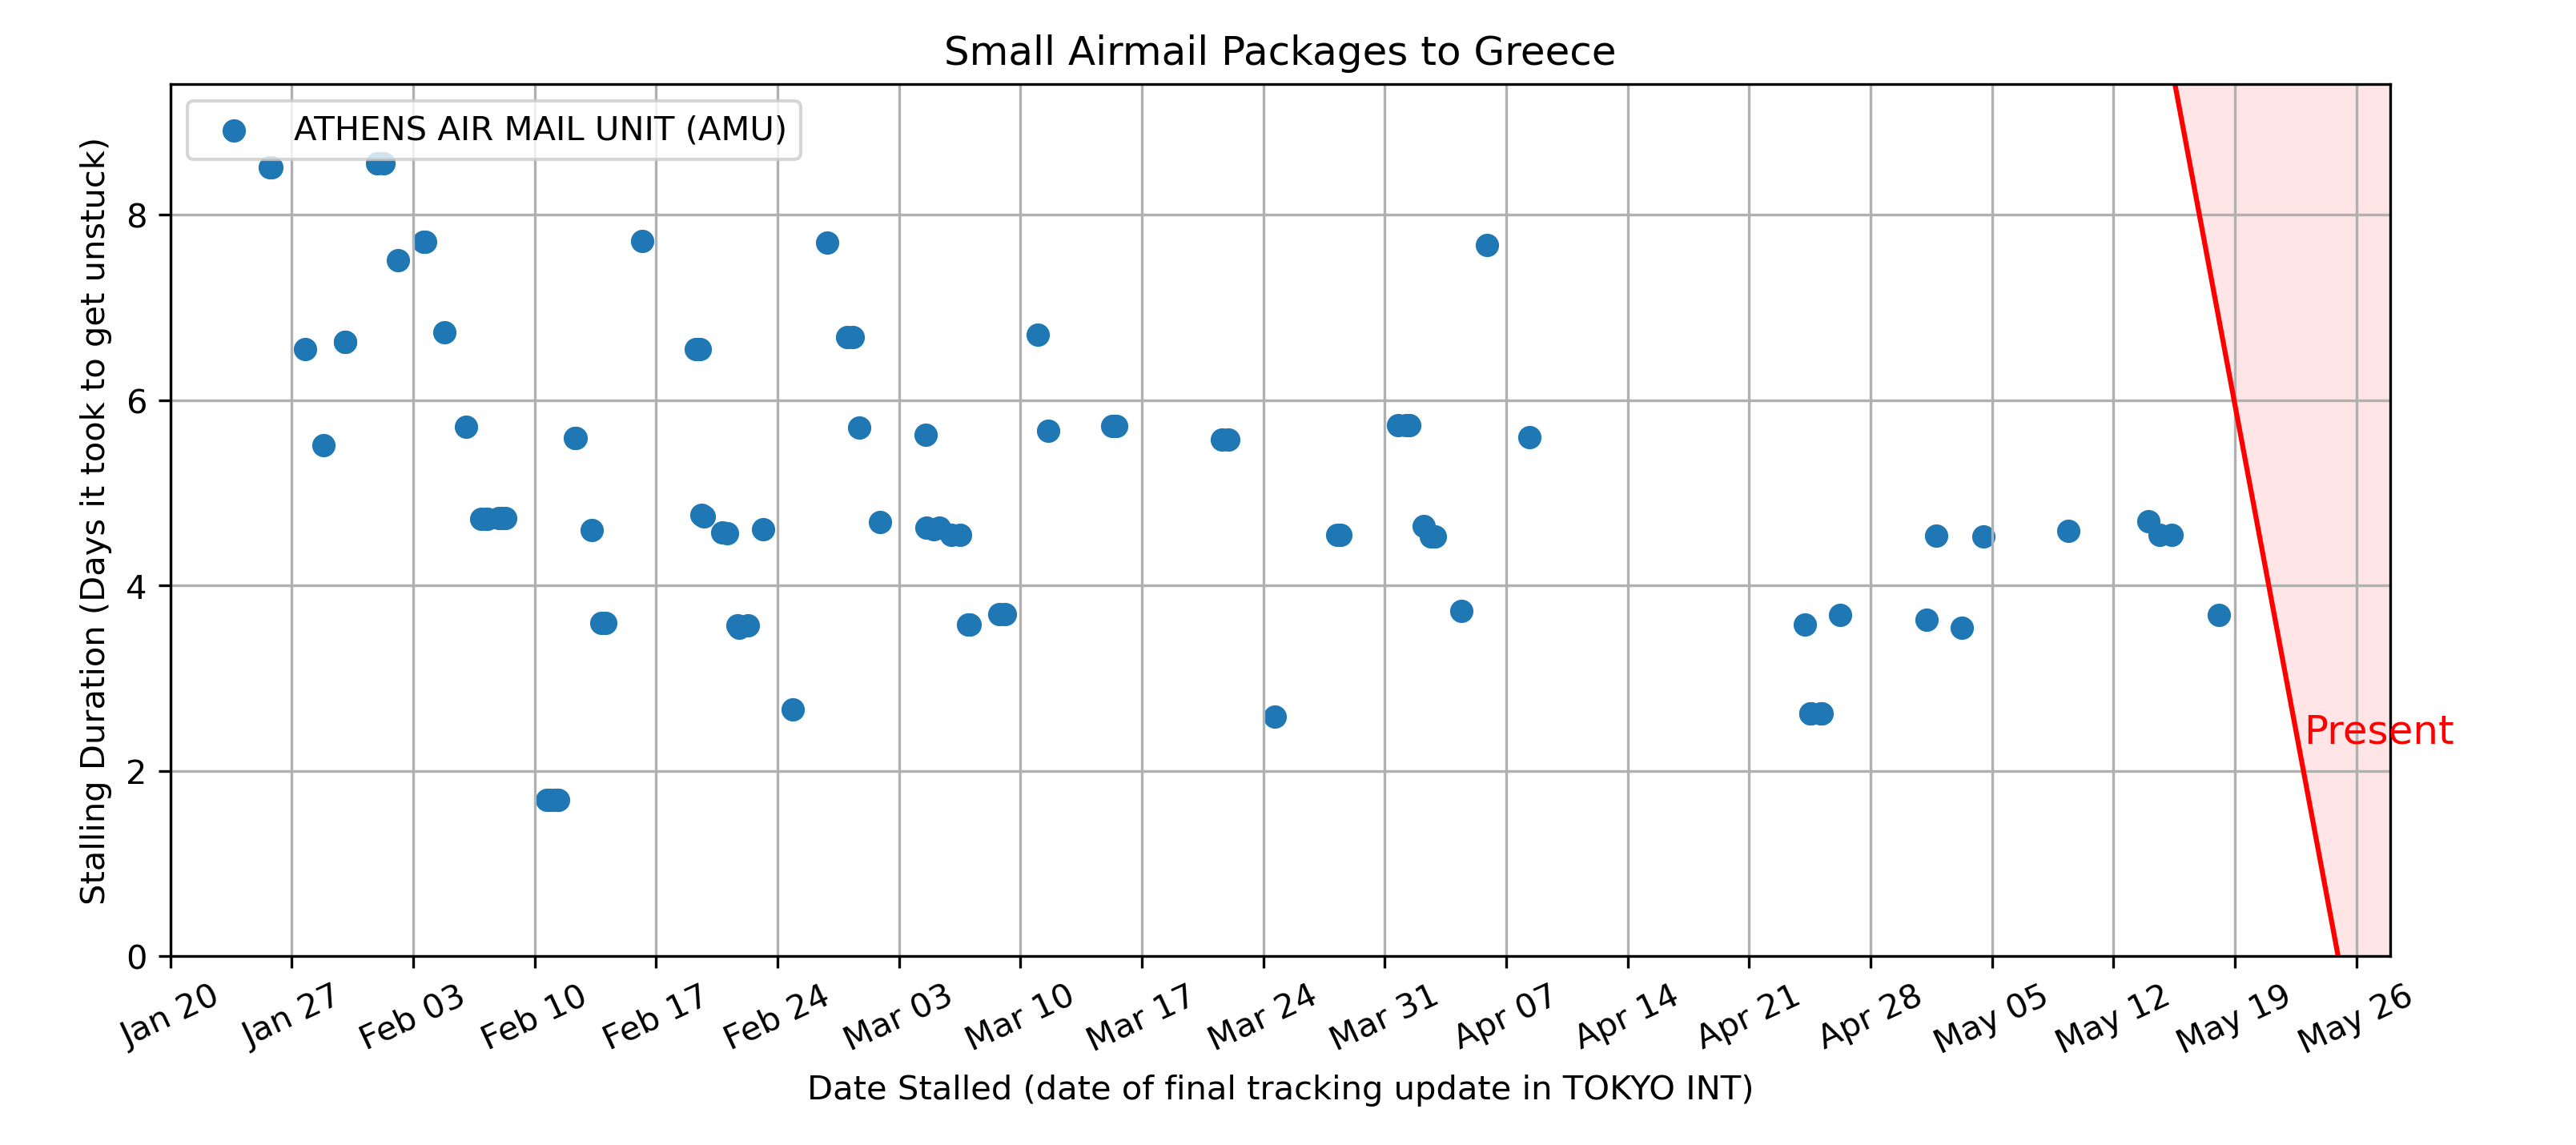 Small Airmail Packages to Greece
ATHENS AIR MAIL UNIT (AMU)
Stalling Duration (Days it took to get unstuck)
8
6
4
2
0
Present
Jan 20 Jan 27 Feb 03 Feb 10 Feb 17 Feb 24 Mar 03 Mar 10 Mar 17 Mar 24 Mar 31 Apr 07 Apr 14 Apr 21 Apr 28 May 05 May 12 May 19 May 26
Date Stalled (date of final tracking update in TOKYO INT)